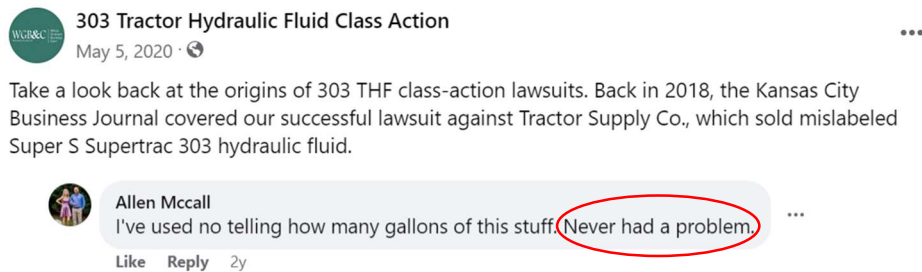 WGR&C
303 Tractor Hydraulic Fluid Class Action
May 5, 2020 ·
Take a look back at the origins of 303 THF class-action lawsuits. Back in 2018, the Kansas City
Business Journal covered our successful lawsuit against Tractor Supply Co., which sold mislabeled
Super S Supertrac 303 hydraulic fluid.
Allen Mccall
I've used no telling how many gallons of this stuff. Never had a problem.
Like Reply 2y